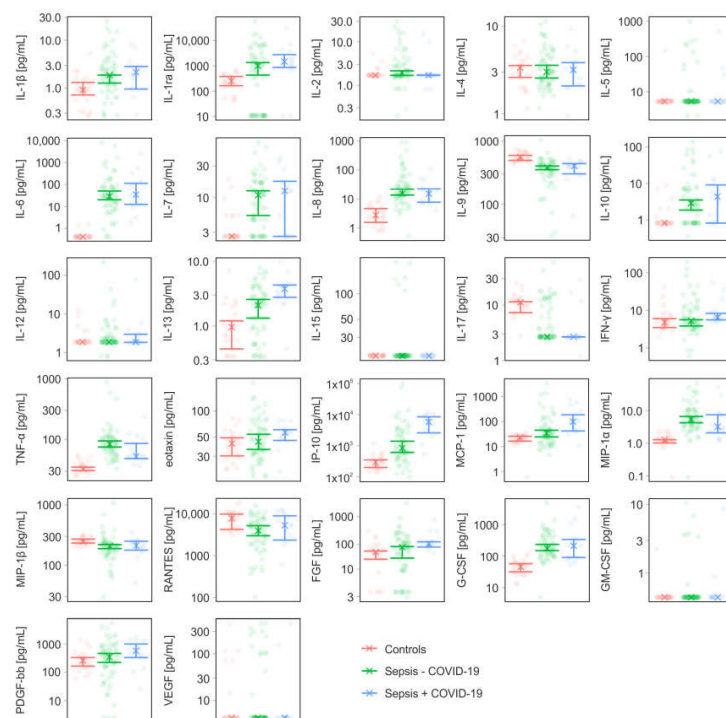 IL-1β [pg/mL]
30.0
10.0
3.0
1.0
0.3
IL-1ra [pg/mL]
10,000
1000
100
10
IL-2 [pg/mL]
30.0
10.0
3.0
1.0
0.3
IL-4 [pg/mL]
10
3
1
IL-5 [pg/mL]
1000
100
10
1
IL-6 [pg/mL]
10,000
1000
100
10
1
IL-7 [pg/mL]
30
10
3
IL-8 [pg/mL]
1000
100
10
1
IL-9 [pg/mL]
1000
300
100
30
IL-10 [pg/mL]
100
10
1
IL-12 [pg/mL]
100
10
1
IL-13 [pg/mL]
10.0
3.0
1.0
0.3
IL-15 [pg/mL]
100
50
30
IL-17 [pg/mL]
30
10
3
IFN-γ [pg/mL]
100
10
1
TNF-α [pg/mL]
1000
300
100
30
eotaxin [pg/mL]
100
50
30
IP-10 [pg/mL]
1x10⁵
1x10⁴
1x10³
1x10²
MCP-1 [pg/mL]
1000
100
10
1
MIP-1α [pg/mL]
10.0
1.0
0.1
MIP-1β [pg/mL]
1000
300
100
RANTES [pg/mL]
10,000
1000
100
FGF [pg/mL]
1000
100
10
3
G-CSF [pg/mL]
1000
100
10
GM-CSF [pg/mL]
10
3
1
PDGF-bb [pg/mL]
1000
100
10
VEGF [pg/mL]
300
100
30
10
3
Controls
Sepsis - COVID-19
Sepsis + COVID-19